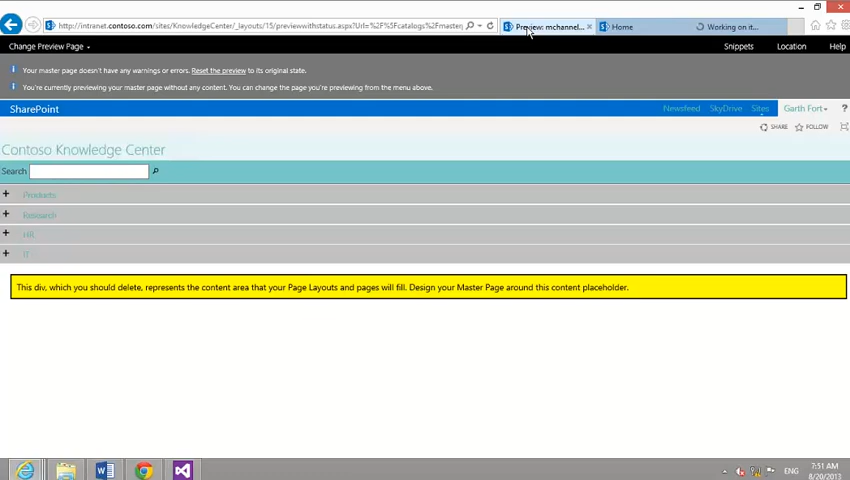 http://intranet.contoso.com/sites/KnowledgeCenter/_layouts/15/previewwithstatus.aspx?Url=%2F%5Fcatalogs%2Fmaster
Preview: mchannel...
Home
Working on it...
Change Preview Page
Snippets
Location
Help
Your master page doesn't have any warnings or errors. Reset the preview to its original state.
You're currently previewing your master page without any content. You can change the page you're previewing from the menu above.
SharePoint
Newsfeed
SkyDrive
Sites
Garth Fort
?
SHARE
FOLLOW
Contoso Knowledge Center
Search
Products
Research
HR
IT
This div, which you should delete, represents the content area that your Page Layouts and pages will fill. Design your Master Page around this content placeholder.
ENG
7:51 AM
8/20/2013